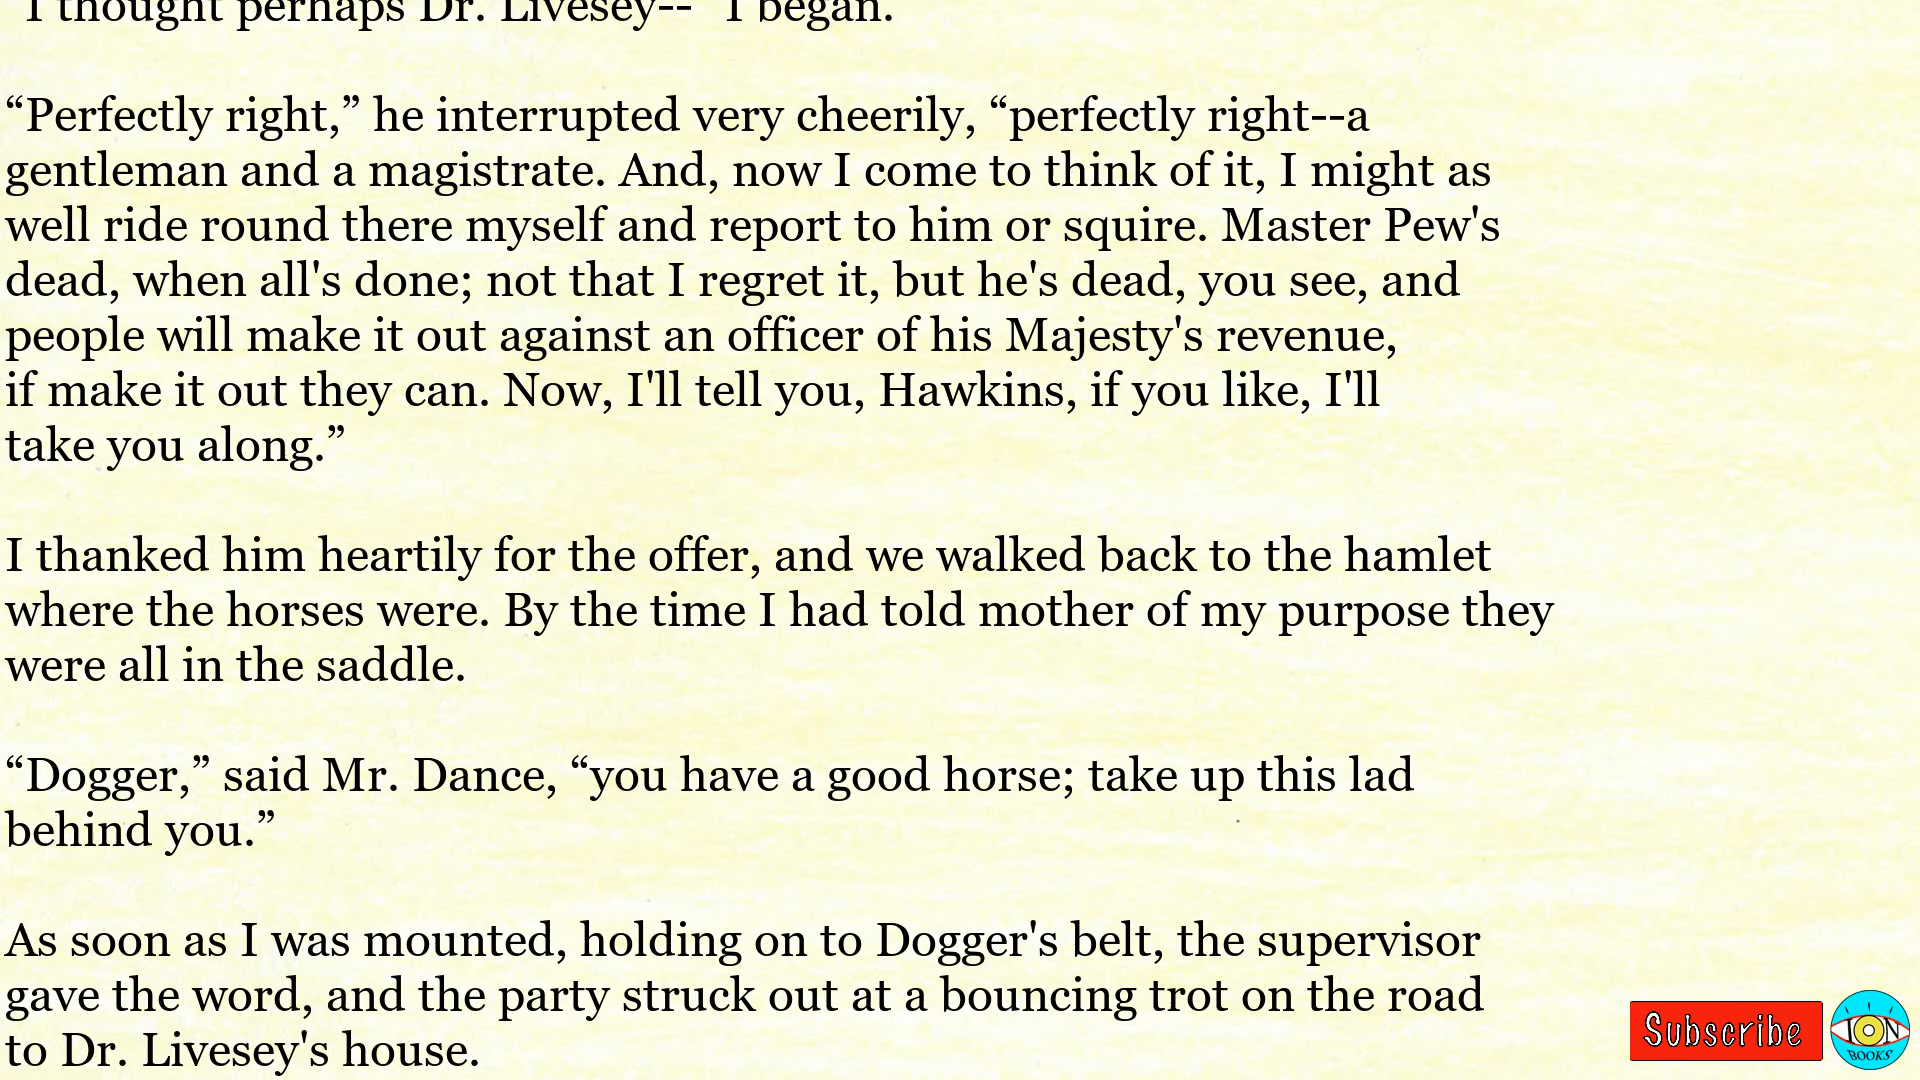 I thought perhaps Dr. Livesey--” I began.
“Perfectly right,” he interrupted very cheerily, “perfectly right--a
gentleman and a magistrate. And, now I come to think of it, I might as
well ride round there myself and report to him or squire. Master Pew's
dead, when all's done; not that I regret it, but he's dead, you see, and
people will make it out against an officer of his Majesty's revenue,
if make it out they can. Now, I'll tell you, Hawkins, if you like, I'll
take you along.”
I thanked him heartily for the offer, and we walked back to the hamlet
where the horses were. By the time I had told mother of my purpose they
were all in the saddle.
“Dogger,” said Mr. Dance, “you have a good horse; take up this lad
behind you.”
As soon as I was mounted, holding on to Dogger's belt, the supervisor
gave the word, and the party struck out at a bouncing trot on the road
to Dr. Livesey's house.
Subscribe
ION
BOOKS